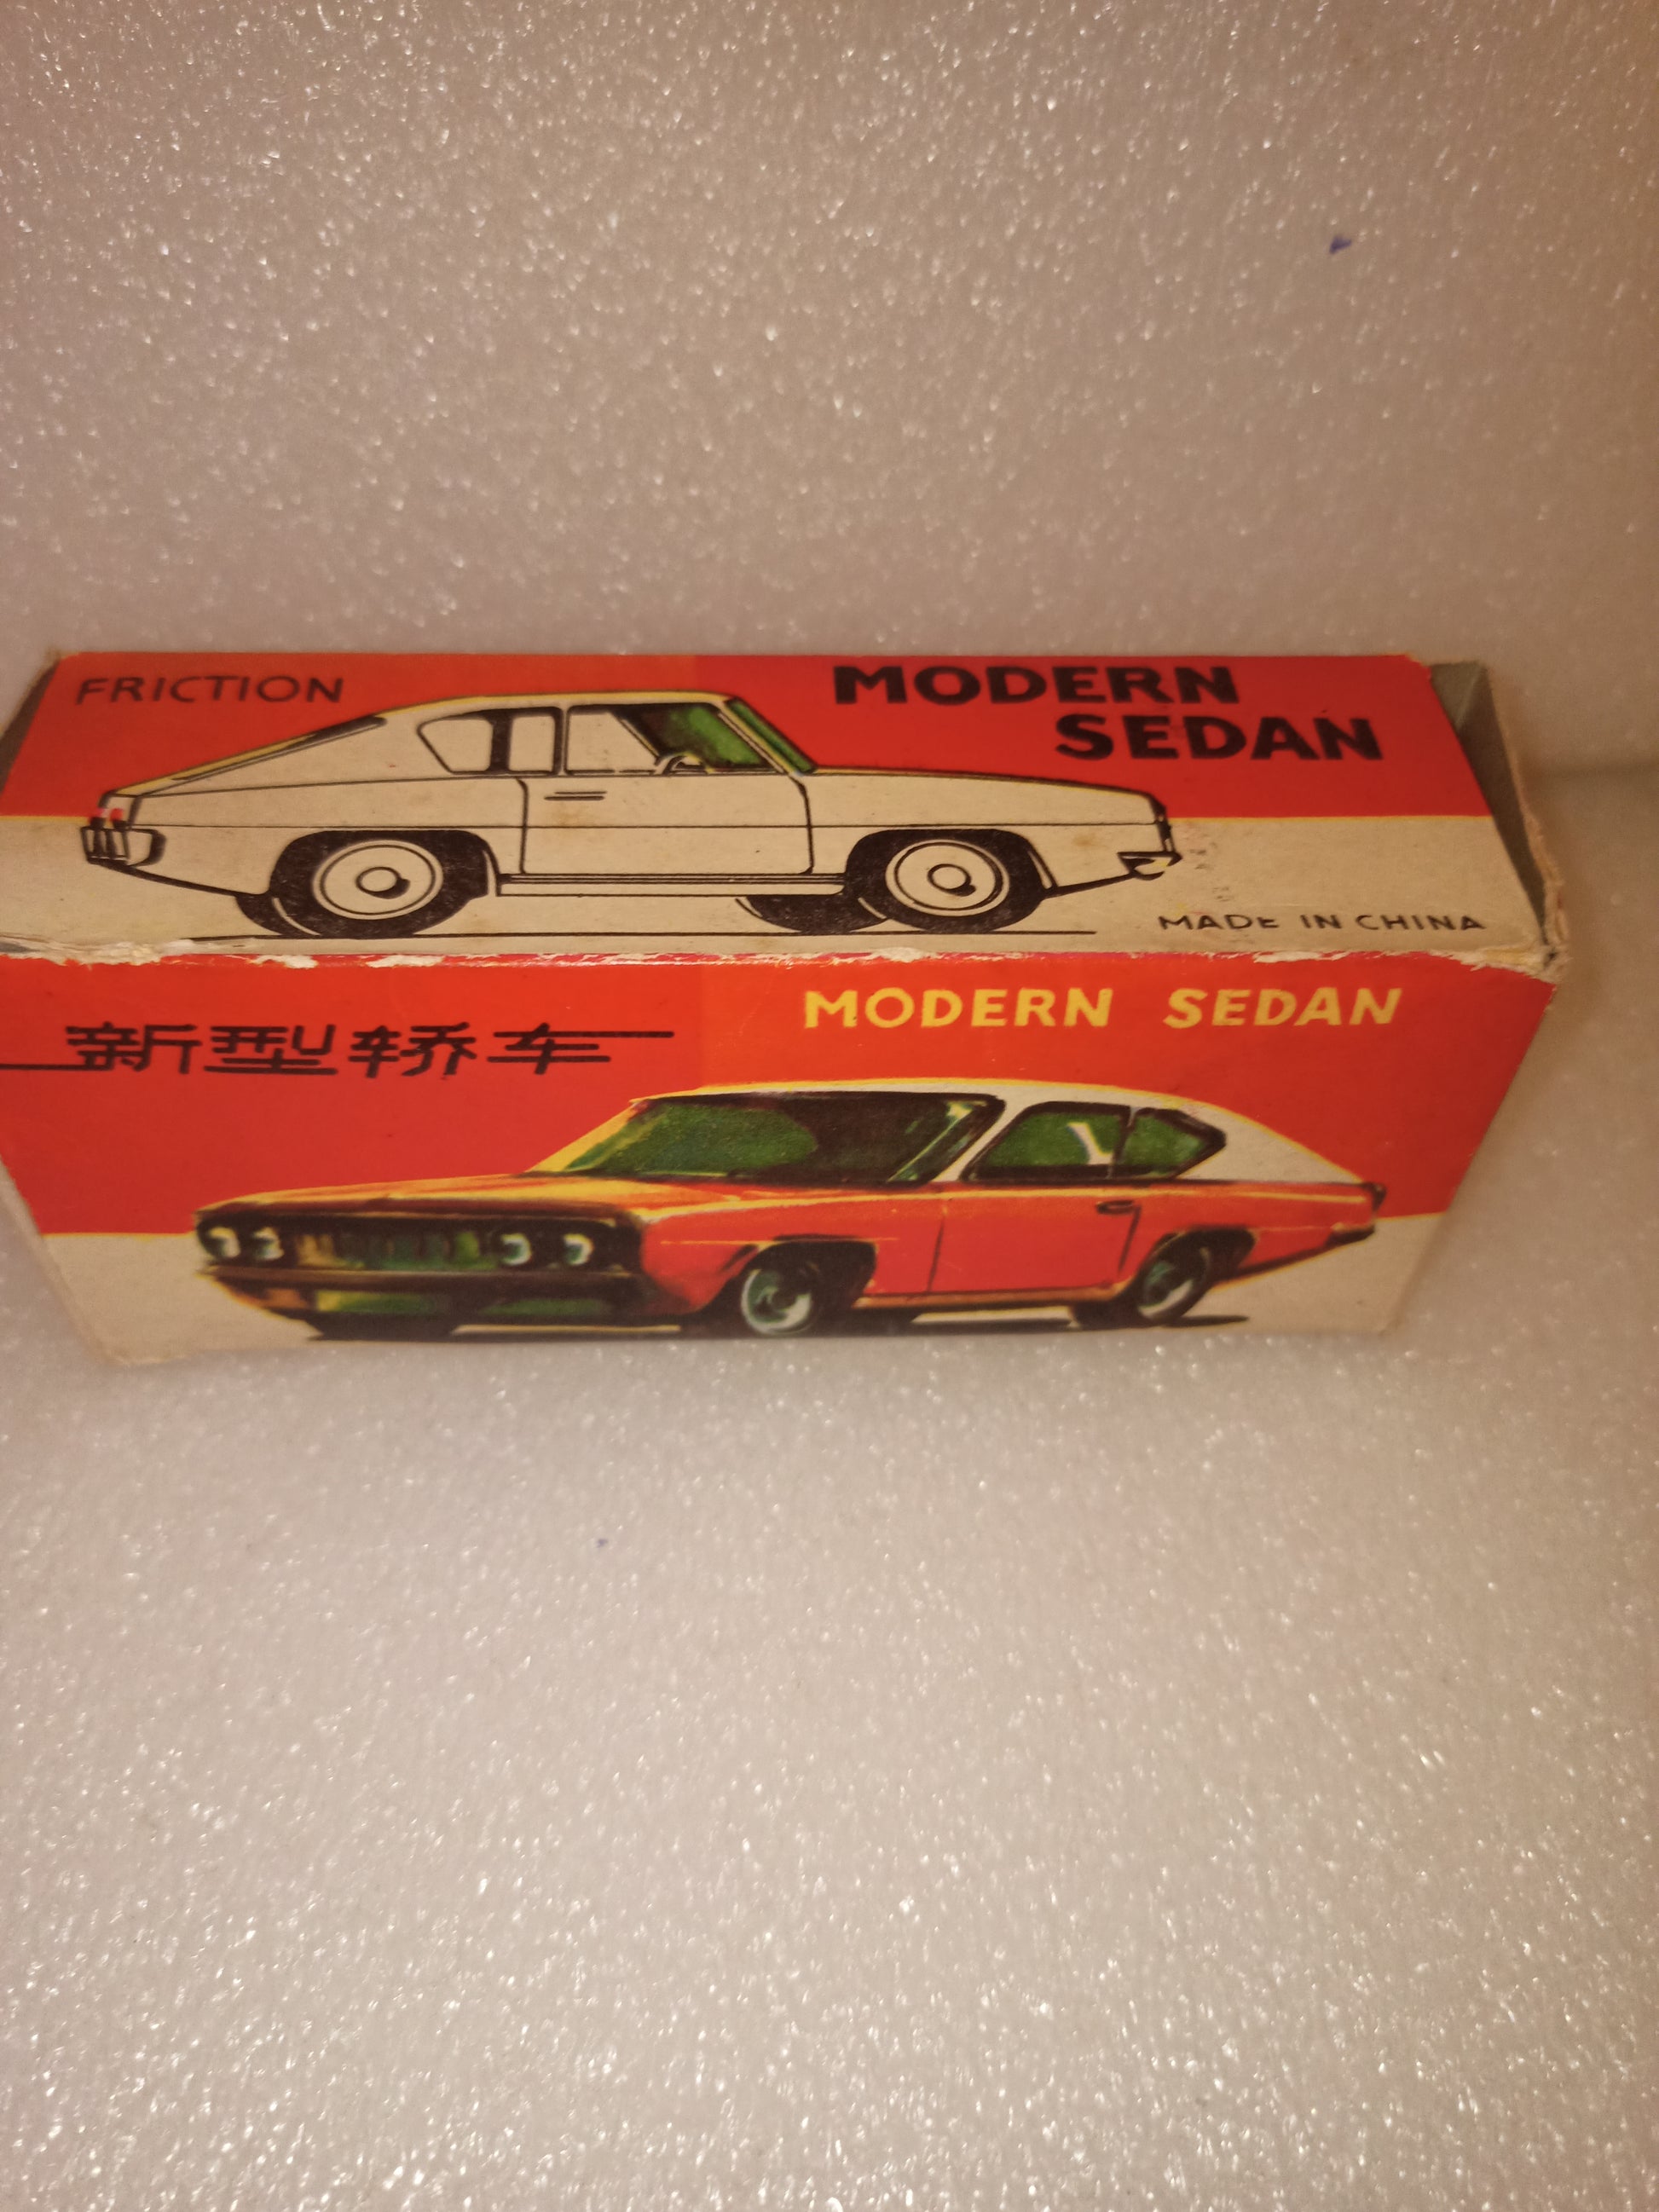 FRICTION
MODERN
SEDAN
MADE IN CHINA
MODERN SEDAN
新型轿车